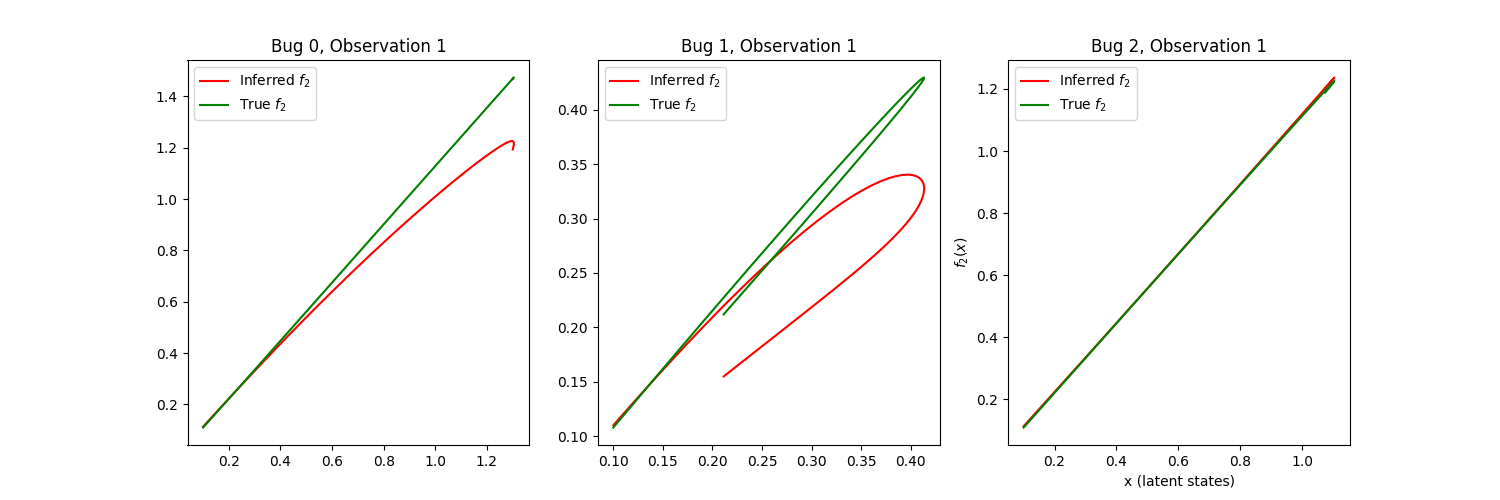 Bug 0, Observation 1
Inferred f₂
True f₂
1.4
1.2
1.0
0.8
0.6
0.4
0.2
0.2 0.4 0.6 0.8 1.0 1.2
Bug 1, Observation 1
Inferred f₂
True f₂
0.40
0.35
0.30
0.25
0.20
0.15
0.10
0.10 0.15 0.20 0.25 0.30 0.35 0.40
Bug 2, Observation 1
Inferred f₂
True f₂
f₂(x)
1.2
1.0
0.8
0.6
0.4
0.2
0.2 0.4 0.6 0.8 1.0
x (latent states)